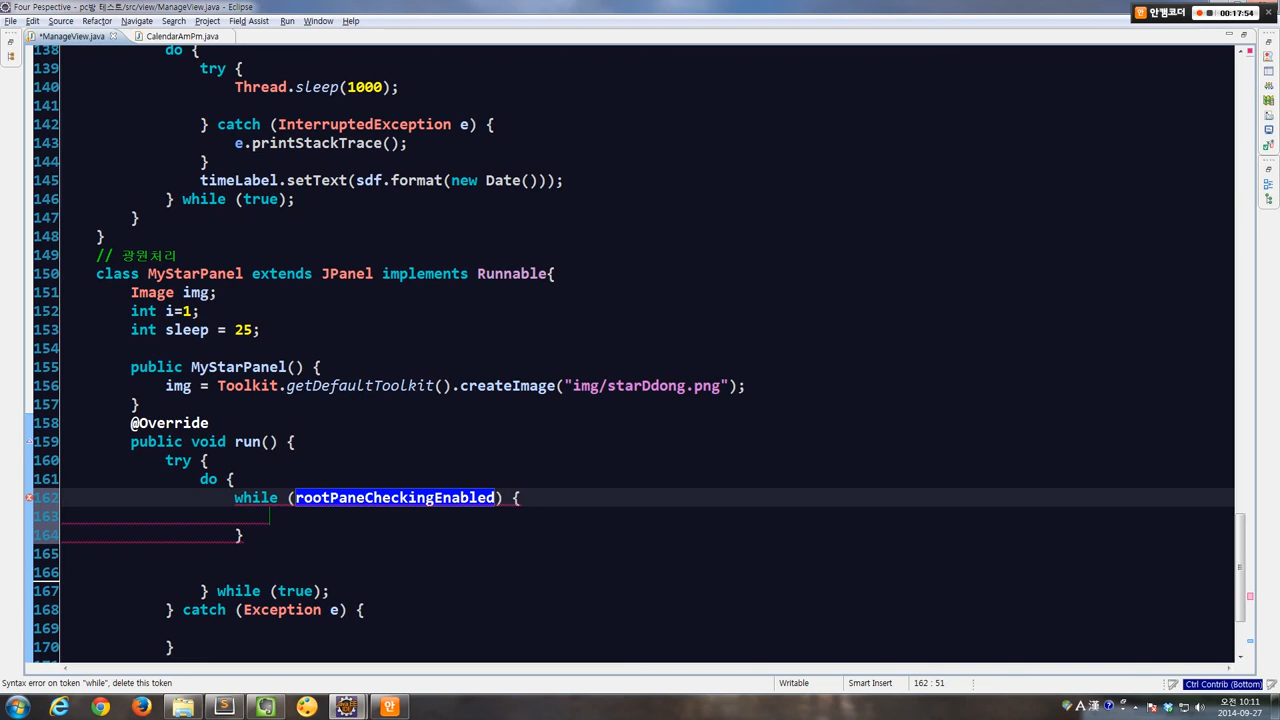 Four Perspective - pc방 테스트/src/view/ManageView.java - Eclipse
안캠코더 00:17:54
File Edit Source Refactor Navigate Search Project Field Assist Run Window Help
*ManageView.java CalendarAmPm.java
138 do {
139 try {
140 Thread.sleep(1000);
141
142 } catch (InterruptedException e) {
143 e.printStackTrace();
144 }
145 timeLabel.setText(sdf.format(new Date()));
146 } while (true);
147 }
148 }
149 // 광원처리
150 class MyStarPanel extends JPanel implements Runnable{
151 Image img;
152 int i=1;
153 int sleep = 25;
154
155 public MyStarPanel() {
156 img = Toolkit.getDefaultToolkit().createImage("img/starDdong.png");
157 }
158 @Override
159 public void run() {
160 try {
161 do {
162 while (rootPaneCheckingEnabled) {
163
164 }
165
166
167 } while (true);
168 } catch (Exception e) {
169
170 }
Syntax error on token "while", delete this token Writable Smart Insert 162 : 51 Ctrl Contrib (Bottom)
안 A 漢 오전 10:11
2014-09-27